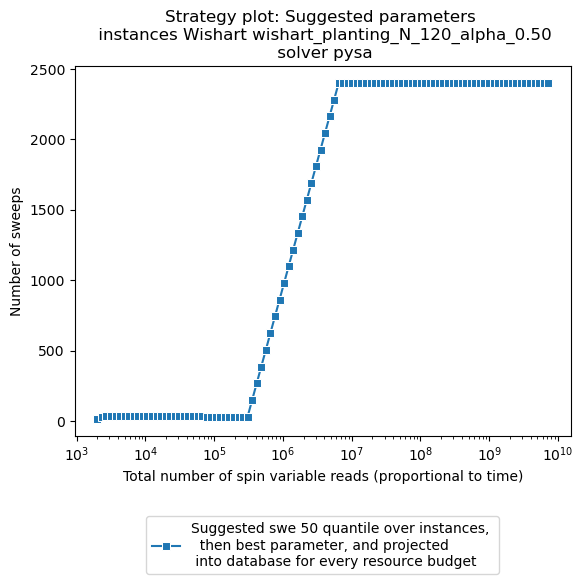 Strategy plot: Suggested parameters
instances Wishart wishart_planting_N_120_alpha_0.50
solver pysa
2500
2000
1500
1000
500
0
Number of sweeps
10³ 10⁴ 10⁵ 10⁶ 10⁷ 10⁸ 10⁹ 10¹⁰
Total number of spin variable reads (proportional to time)
Suggested swe 50 quantile over instances,
then best parameter, and projected
into database for every resource budget